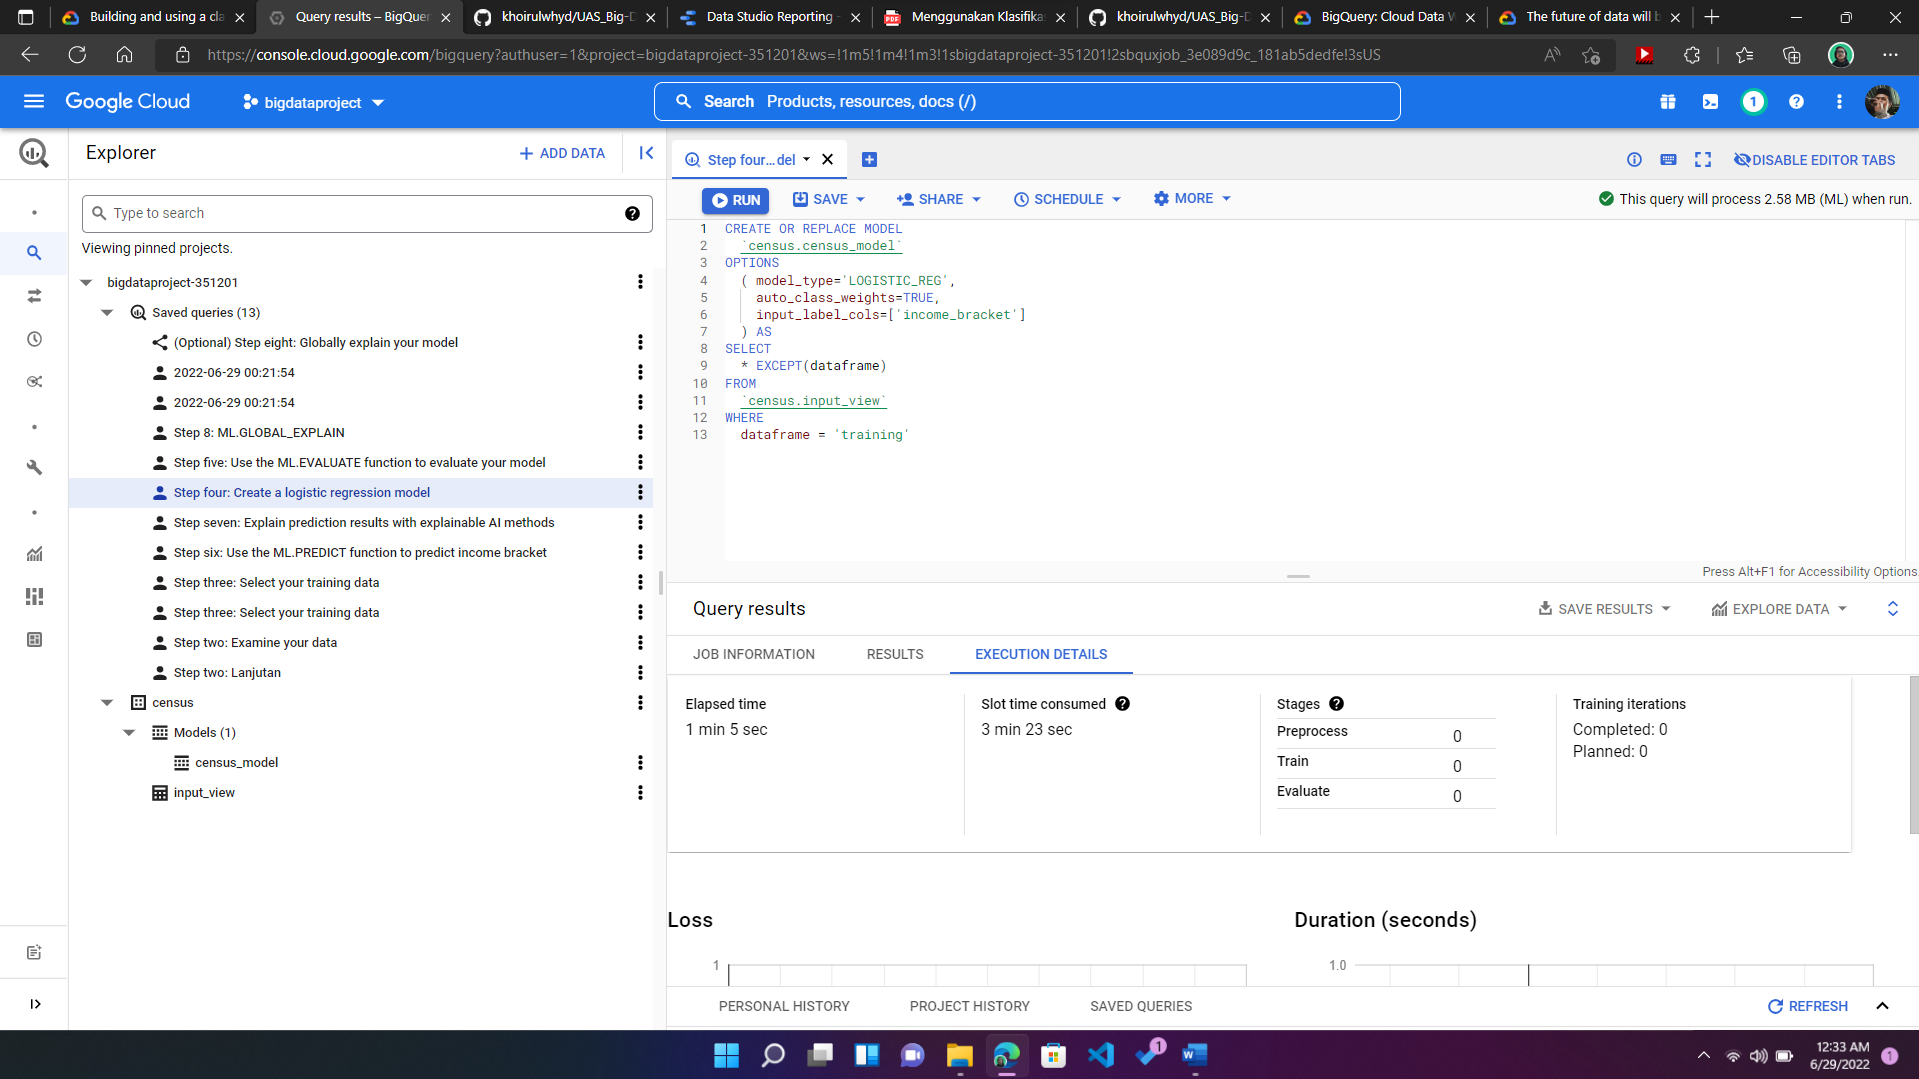 Building and using a cla
Query results – BigQuer
khoirulwhyd/UAS_Big-D
Data Studio Reporting -
Menggunakan Klasifika
khoirulwhyd/UAS_Big-D
BigQuery: Cloud Data W
The future of data will b
https://console.cloud.google.com/bigquery?authuser=1&project=bigdataproject-351201&ws=!1m5!1m4!1m3!1sbigdataproject-351201!2sbquxjob_3e089d9c_181ab5dedfe!3sUS
Google Cloud
bigdataproject
Search Products, resources, docs (/)
1
Explorer
ADD DATA
Type to search
Viewing pinned projects.
bigdataproject-351201
Saved queries (13)
(Optional) Step eight: Globally explain your model
2022-06-29 00:21:54
2022-06-29 00:21:54
Step 8: ML.GLOBAL_EXPLAIN
Step five: Use the ML.EVALUATE function to evaluate your model
Step four: Create a logistic regression model
Step seven: Explain prediction results with explainable AI methods
Step six: Use the ML.PREDICT function to predict income bracket
Step three: Select your training data
Step three: Select your training data
Step two: Examine your data
Step two: Lanjutan
census
Models (1)
census_model
input_view
Step four…del
DISABLE EDITOR TABS
RUN
SAVE
SHARE
SCHEDULE
MORE
This query will process 2.58 MB (ML) when run.
1 CREATE OR REPLACE MODEL
2 `census.census_model`
3 OPTIONS
4 ( model_type='LOGISTIC_REG',
5 auto_class_weights=TRUE,
6 input_label_cols=['income_bracket']
7 ) AS
8 SELECT
9 * EXCEPT(dataframe)
10 FROM
11 `census.input_view`
12 WHERE
13 dataframe = 'training'
Press Alt+F1 for Accessibility Options.
Query results
SAVE RESULTS
EXPLORE DATA
JOB INFORMATION
RESULTS
EXECUTION DETAILS
Elapsed time
1 min 5 sec
Slot time consumed
3 min 23 sec
Stages
Preprocess 0
Train 0
Evaluate 0
Training iterations
Completed: 0
Planned: 0
Loss
1
Duration (seconds)
1.0
PERSONAL HISTORY
PROJECT HISTORY
SAVED QUERIES
REFRESH
1
12:33 AM
6/29/2022
1